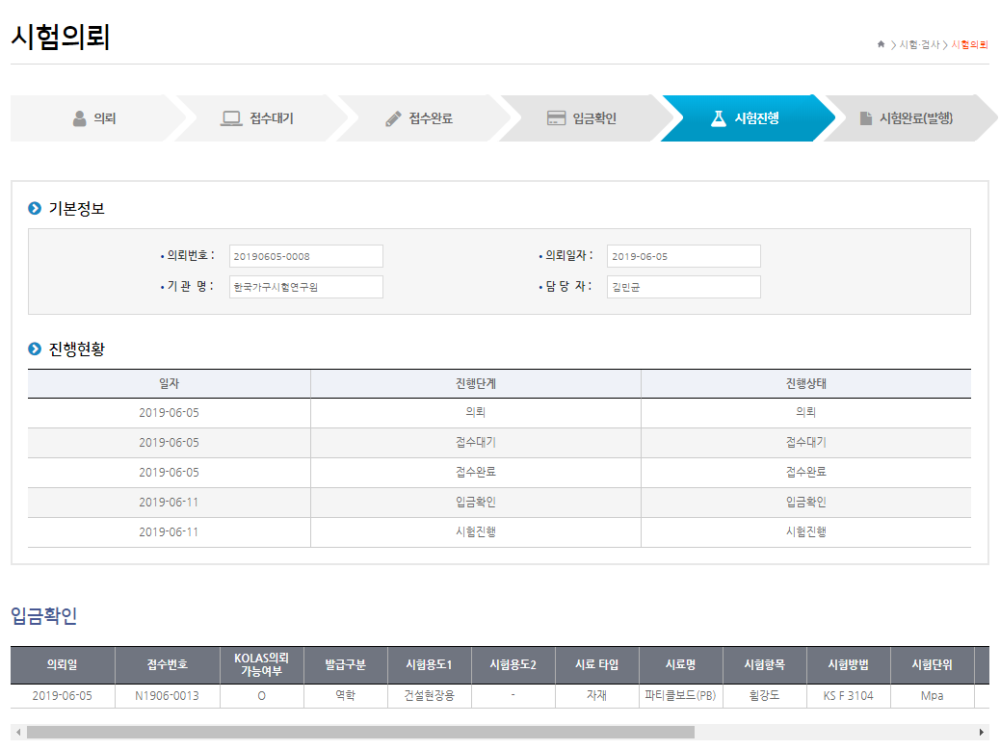 시험의뢰
시험·검사 > 시험의뢰
의뢰 접수대기 접수완료 입금확인 시험진행 시험완료(발행)
기본정보
• 의뢰번호 : 20190605-0008 • 의뢰일자 : 2019-06-05
• 기 관 명 : 한국가구시험연구원 • 담 당 자 : 김민균
진행현황
일자 진행단계 진행상태
2019-06-05 의뢰 의뢰
2019-06-05 접수대기 접수대기
2019-06-05 접수완료 접수완료
2019-06-11 입금확인 입금확인
2019-06-11 시험진행 시험진행
입금확인
의뢰일 접수번호 KOLAS의뢰 가능여부 발급구분 시험용도1 시험용도2 시료 타입 시료명 시험항목 시험방법 시험단위
2019-06-05 N1906-0013 O 역학 건설현장용 - 자재 파티클보드(PB) 휨강도 KS F 3104 Mpa